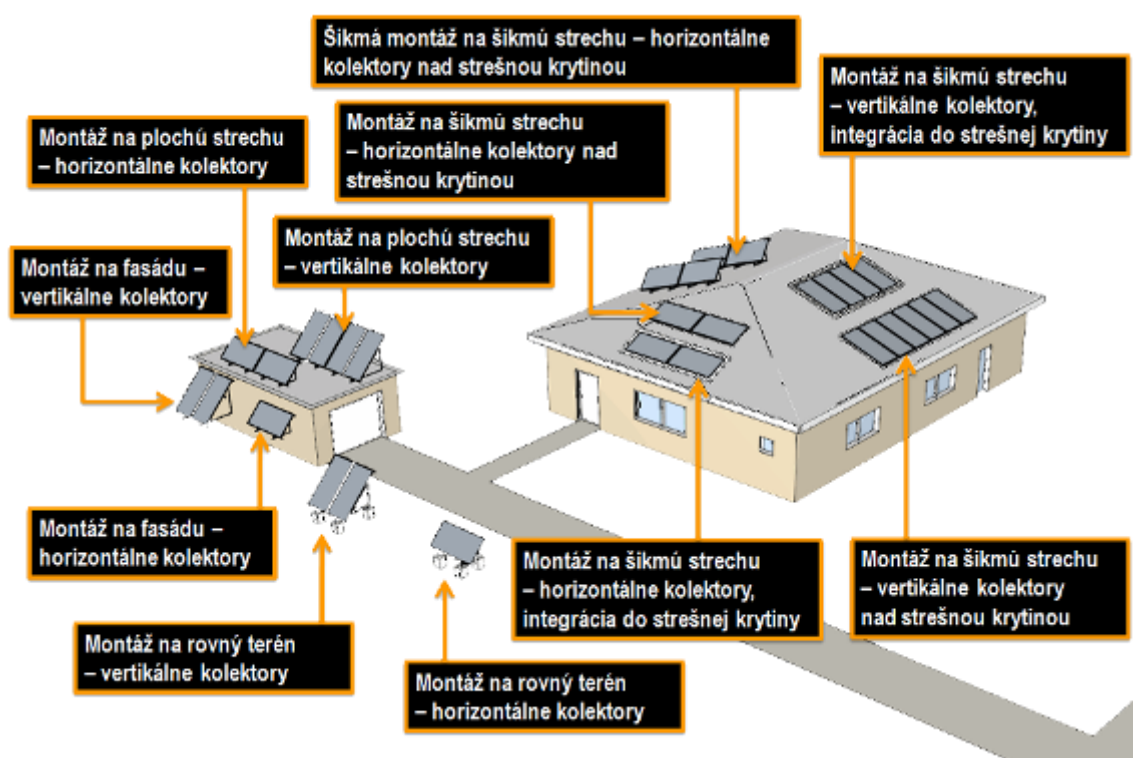 Šikmá montáž na šikmú strechu – horizontálne
kolektory nad strešnou krytinou
Montáž na šikmú strechu
– vertikálne kolektory,
integrácia do strešnej krytiny
Montáž na šikmú strechu
– horizontálne kolektory nad
strešnou krytinou
Montáž na plochú strechu
– horizontálne kolektory
Montáž na plochú strechu
– vertikálne kolektory
Montáž na fasádu –
vertikálne kolektory
Montáž na fasádu –
horizontálne kolektory
Montáž na šikmú strechu
– horizontálne kolektory,
integrácia do strešnej krytiny
Montáž na šikmú strechu
– vertikálne kolektory
nad strešnou krytinou
Montáž na rovný terén
– vertikálne kolektory
Montáž na rovný terén
– horizontálne kolektory